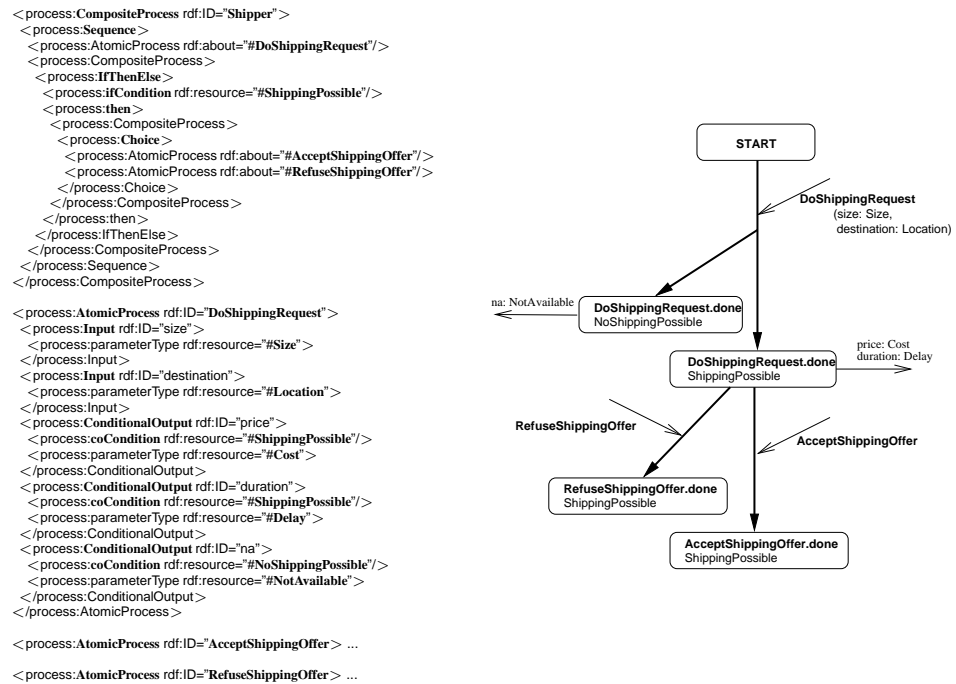 <process:CompositeProcess rdf:ID="Shipper">
<process:Sequence>
<process:AtomicProcess rdf:about="#DoShippingRequest"/>
<process:CompositeProcess>
<process:IfThenElse>
<process:ifCondition rdf:resource="#ShippingPossible"/>
<process:then>
<process:CompositeProcess>
<process:Choice>
<process:AtomicProcess rdf:about="#AcceptShippingOffer"/>
<process:AtomicProcess rdf:about="#RefuseShippingOffer"/>
</process:Choice>
</process:CompositeProcess>
</process:then>
</process:IfThenElse>
</process:CompositeProcess>
</process:Sequence>
</process:CompositeProcess>
<process:AtomicProcess rdf:ID="DoShippingRequest">
<process:Input rdf:ID="size">
<process:parameterType rdf:resource="#Size">
</process:Input>
<process:Input rdf:ID="destination">
<process:parameterType rdf:resource="#Location">
</process:Input>
<process:ConditionalOutput rdf:ID="price">
<process:coCondition rdf:resource="#ShippingPossible"/>
<process:parameterType rdf:resource="#Cost">
</process:ConditionalOutput>
<process:ConditionalOutput rdf:ID="duration">
<process:coCondition rdf:resource="#ShippingPossible"/>
<process:parameterType rdf:resource="#Delay">
</process:ConditionalOutput>
<process:ConditionalOutput rdf:ID="na">
<process:coCondition rdf:resource="#NoShippingPossible"/>
<process:parameterType rdf:resource="#NotAvailable">
</process:ConditionalOutput>
</process:AtomicProcess>
<process:AtomicProcess rdf:ID="AcceptShippingOffer> ...
<process:AtomicProcess rdf:ID="RefuseShippingOffer> ...
START
DoShippingRequest
(size: Size,
destination: Location)
na: NotAvailable
DoShippingRequest.done
NoShippingPossible
DoShippingRequest.done
ShippingPossible
price: Cost
duration: Delay
RefuseShippingOffer
AcceptShippingOffer
RefuseShippingOffer.done
ShippingPossible
AcceptShippingOffer.done
ShippingPossible